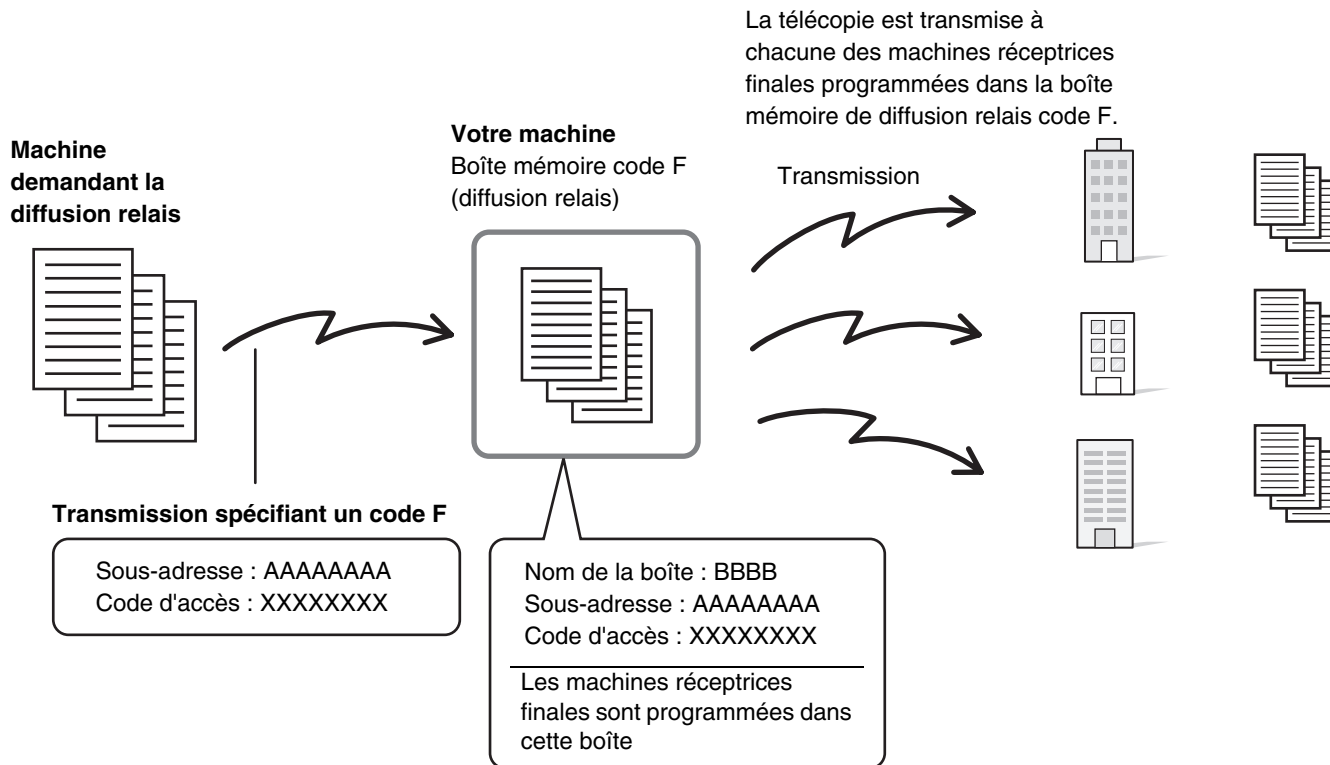 La télécopie est transmise à
chacune des machines réceptrices
finales programmées dans la boîte
mémoire de diffusion relais code F.
Machine
demandant la
diffusion relais
Votre machine
Boîte mémoire code F
(diffusion relais)
Transmission
Transmission spécifiant un code F
Sous-adresse : AAAAAAAA
Code d'accès : XXXXXXXX
Nom de la boîte : BBBB
Sous-adresse : AAAAAAAA
Code d'accès : XXXXXXXX
Les machines réceptrices
finales sont programmées dans
cette boîte